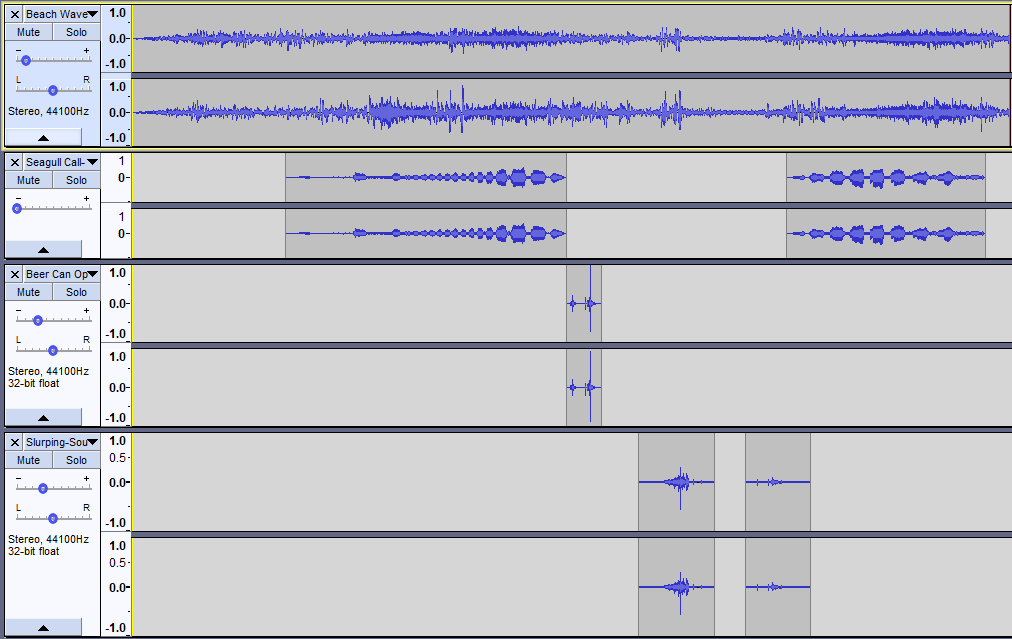 Beach Wave
Mute Solo
- +
L R
Stereo, 44100Hz
1.0
0.0-
-1.0
1.0
0.0-
-1.0
Seagull Call-
Mute Solo
- +
1
0-
1
0-
Beer Can Op
Mute Solo
- +
L R
Stereo, 44100Hz
32-bit float
1.0
0.0-
-1.0
1.0
0.0-
-1.0
Slurping-Sou
Mute Solo
- +
L R
Stereo, 44100Hz
32-bit float
1.0
0.5-
0.0-
-1.0
1.0
0.5-
0.0-
-1.0